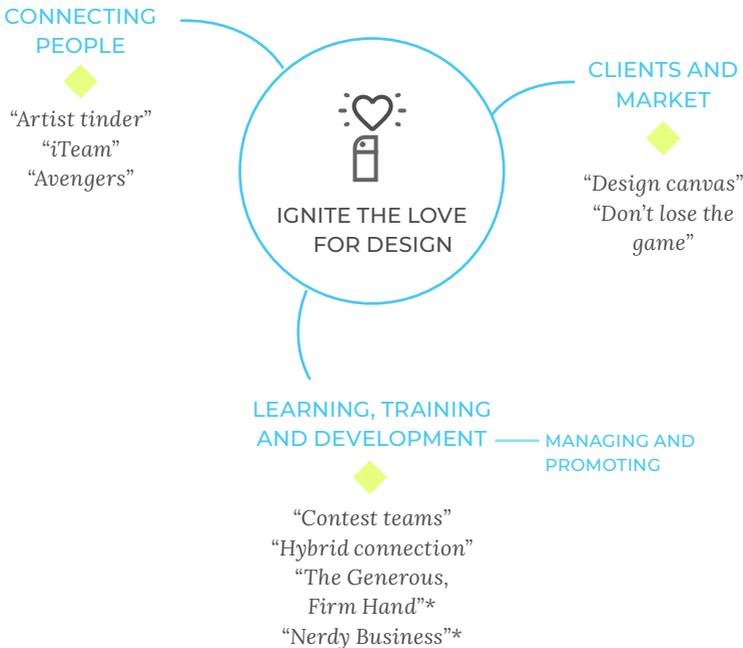 CONNECTING
PEOPLE
“Artist tinder”
“iTeam”
“Avengers”
IGNITE THE LOVE
FOR DESIGN
CLIENTS AND
MARKET
“Design canvas”
“Don’t lose the
game”
LEARNING, TRAINING
AND DEVELOPMENT
MANAGING AND
PROMOTING
“Contest teams”
“Hybrid connection”
“The Generous,
Firm Hand”*
“Nerdy Business”*